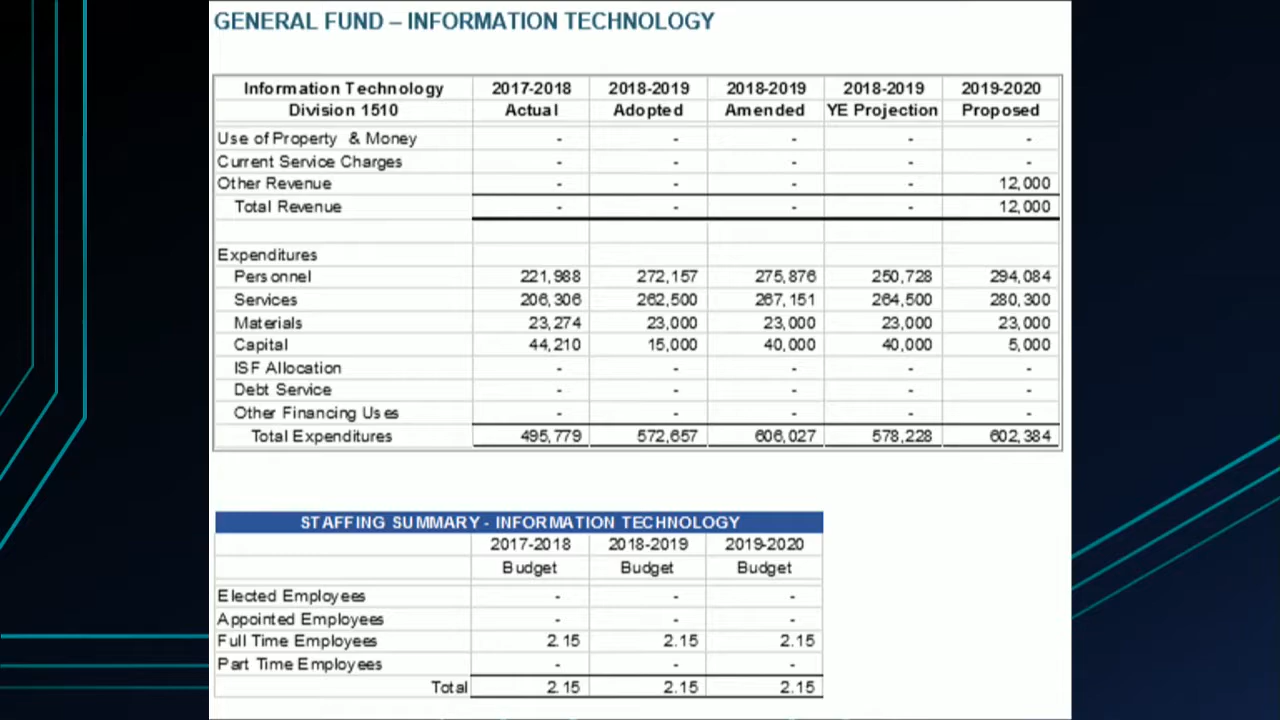 GENERAL FUND – INFORMATION TECHNOLOGY
Information Technology 2017-2018 2018-2019 2018-2019 2018-2019 2019-2020
Division 1510 Actual Adopted Amended YE Projection Proposed
Use of Property & Money - - - - -
Current Service Charges - - - - -
Other Revenue - - - - 12,000
Total Revenue - - - - 12,000
Expenditures
Personnel 221,988 272,157 275,876 250,728 294,084
Services 206,306 262,500 267,151 264,500 280,300
Materials 23,274 23,000 23,000 23,000 23,000
Capital 44,210 15,000 40,000 40,000 5,000
ISF Allocation - - - - -
Debt Service - - - - -
Other Financing Uses - - - - -
Total Expenditures 495,779 572,657 606,027 578,228 602,384
STAFFING SUMMARY - INFORMATION TECHNOLOGY
2017-2018 2018-2019 2019-2020
Budget Budget Budget
Elected Employees - - -
Appointed Employees - - -
Full Time Employees 2.15 2.15 2.15
Part Time Employees - - -
Total 2.15 2.15 2.15